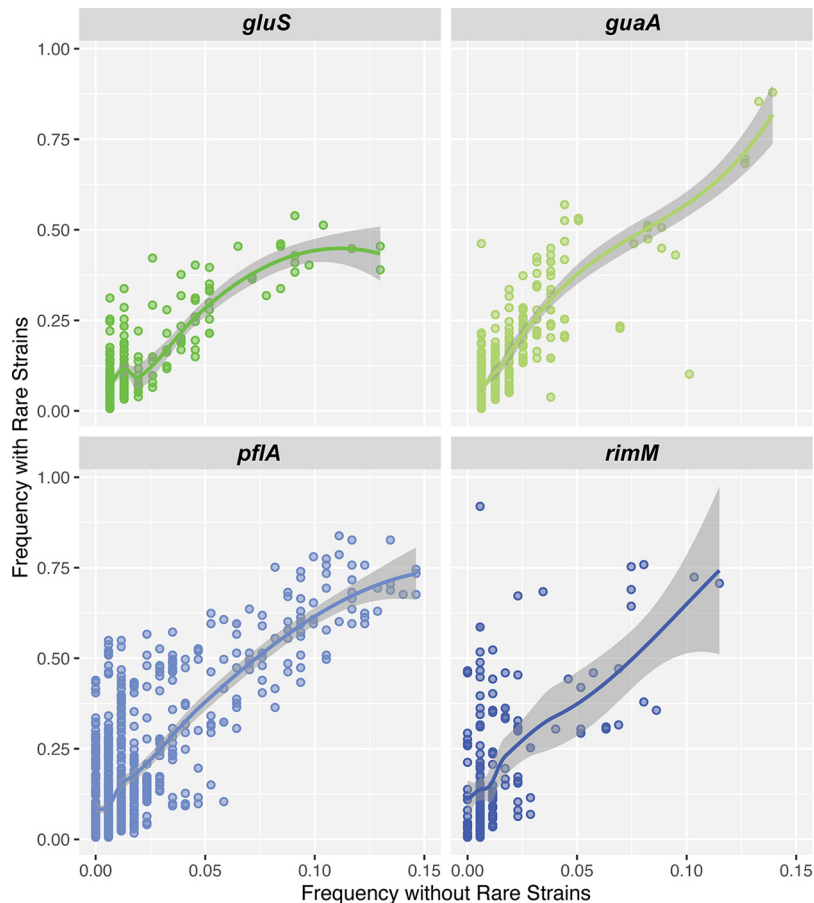 gluS guaA
1.00
0.75
0.50
0.25
0.00
pflA rimM
1.00
0.75
0.50
0.25
0.00
0.00 0.05 0.10 0.15 0.00 0.05 0.10 0.15
Frequency without Rare Strains
Frequency with Rare Strains